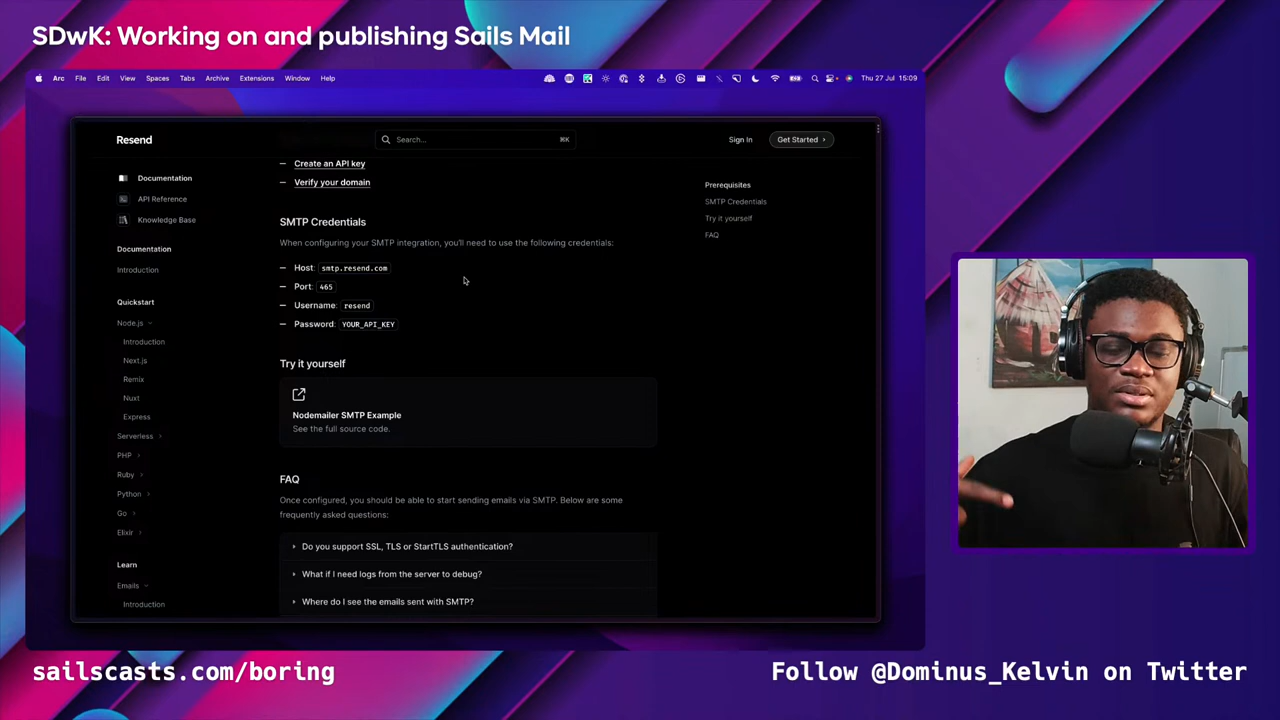 SDwK: Working on and publishing Sails Mail
Arc File Edit View Spaces Tabs Archive Extensions Window Help
Thu 27 Jul 15:09
Resend
Search...
⌘K
Sign In
Get Started
Documentation
API Reference
Knowledge Base
Documentation
Introduction
Quickstart
Node.js
Introduction
Next.js
Remix
Nuxt
Express
Serverless
PHP
Ruby
Python
Go
Elixir
Learn
Emails
Introduction
Create an API key
Verify your domain
SMTP Credentials
When configuring your SMTP integration, you'll need to use the following credentials:
Host: smtp.resend.com
Port: 465
Username: resend
Password: YOUR_API_KEY
Try it yourself
Nodemailer SMTP Example
See the full source code.
FAQ
Once configured, you should be able to start sending emails via SMTP. Below are some
frequently asked questions:
Do you support SSL, TLS or StartTLS authentication?
What if I need logs from the server to debug?
Where do I see the emails sent with SMTP?
Prerequisites
SMTP Credentials
Try it yourself
FAQ
sailscasts.com/boring
Follow @Dominus_Kelvin on Twitter